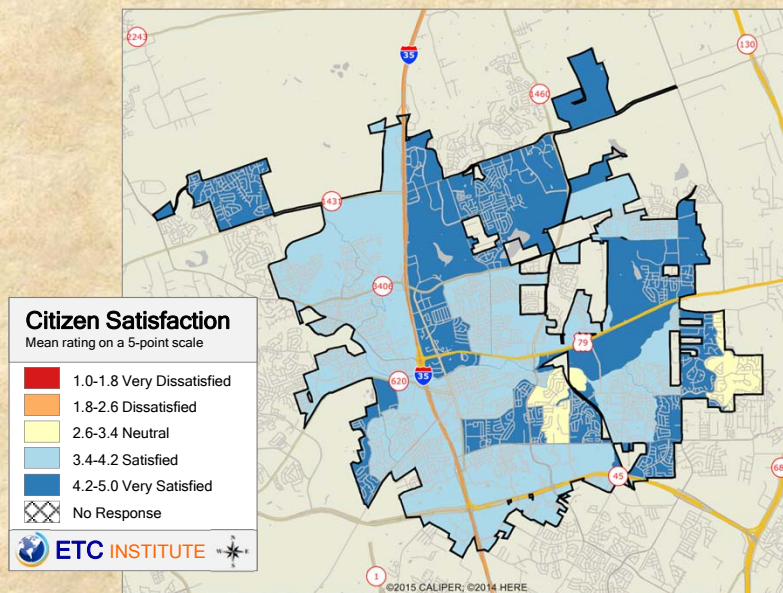 2243
35
130
1460
1431
3406
79
620
35
45
68
1
Citizen Satisfaction
Mean rating on a 5-point scale
1.0-1.8 Very Dissatisfied
1.8-2.6 Dissatisfied
2.6-3.4 Neutral
3.4-4.2 Satisfied
4.2-5.0 Very Satisfied
No Response
ETC INSTITUTE
N
W E
S
©2015 CALIPER; ©2014 HERE